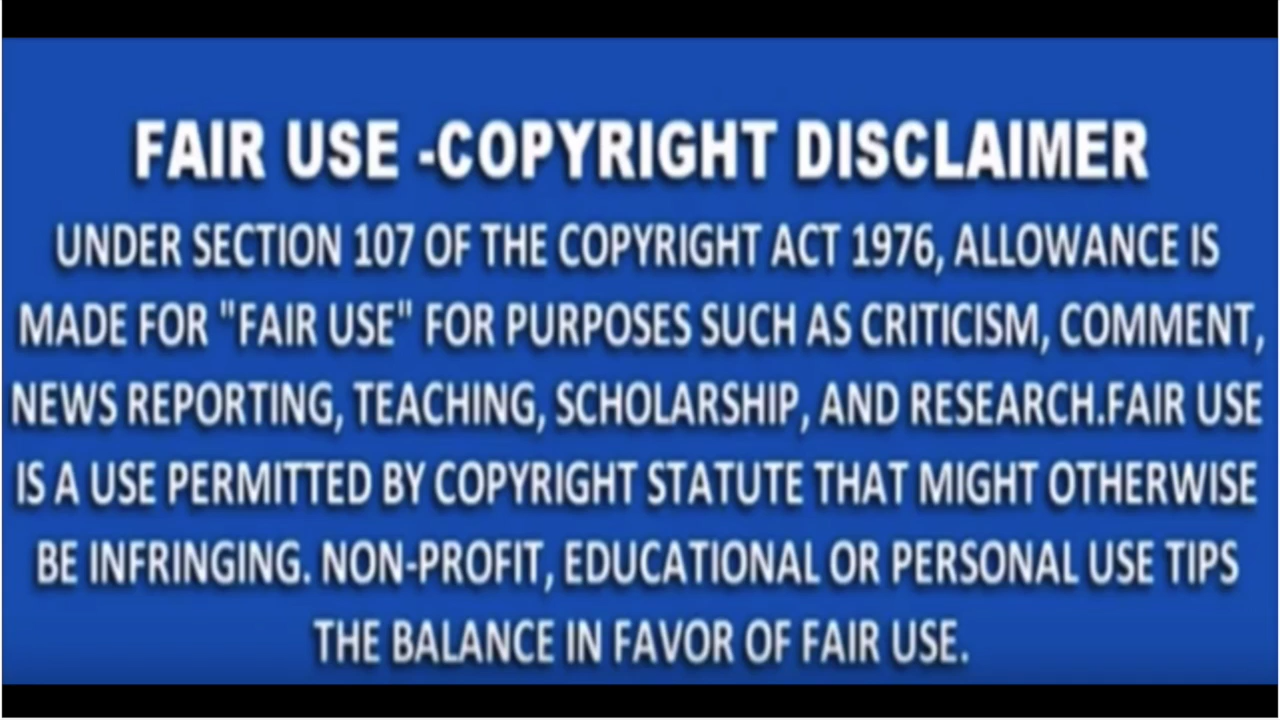 FAIR USE -COPYRIGHT DISCLAIMER
UNDER SECTION 107 OF THE COPYRIGHT ACT 1976, ALLOWANCE IS
MADE FOR "FAIR USE" FOR PURPOSES SUCH AS CRITICISM, COMMENT,
NEWS REPORTING, TEACHING, SCHOLARSHIP, AND RESEARCH.FAIR USE
IS A USE PERMITTED BY COPYRIGHT STATUTE THAT MIGHT OTHERWISE
BE INFRINGING. NON-PROFIT, EDUCATIONAL OR PERSONAL USE TIPS
THE BALANCE IN FAVOR OF FAIR USE.